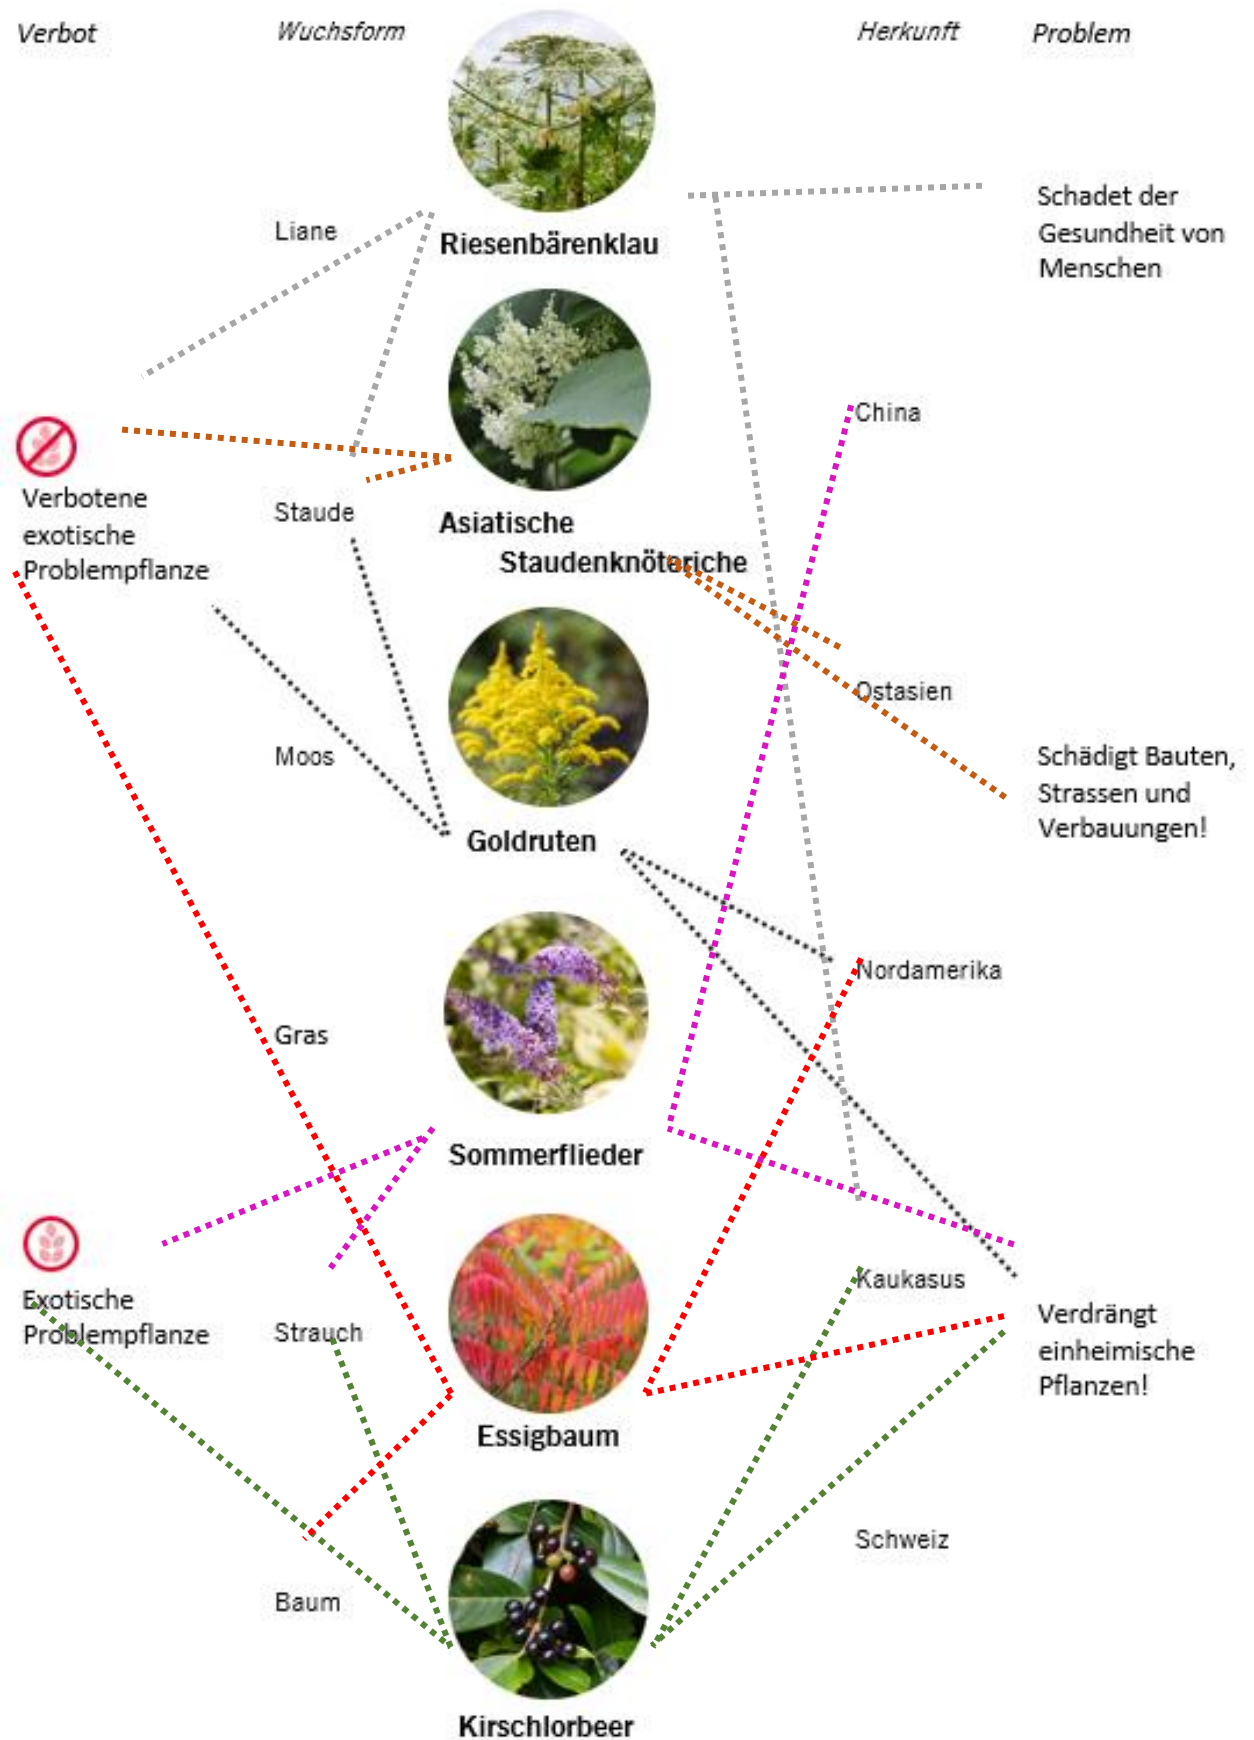 Verbot
Wuchsform
Herkunft
Problem
Riesenbärenklau
Liane
Schadet der
Gesundheit von
Menschen
China
Verbotene
exotische
Problempflanze
Staude
Asiatische
Staudenknöteriche
Ostasien
Moos
Schädigt Bauten,
Strassen und
Verbauungen!
Goldruten
Nordamerika
Gras
Sommerflieder
Exotische
Problempflanze
Strauch
Kaukasus
Verdrängt
einheimische
Pflanzen!
Essigbaum
Schweiz
Baum
Kirschlorbeer